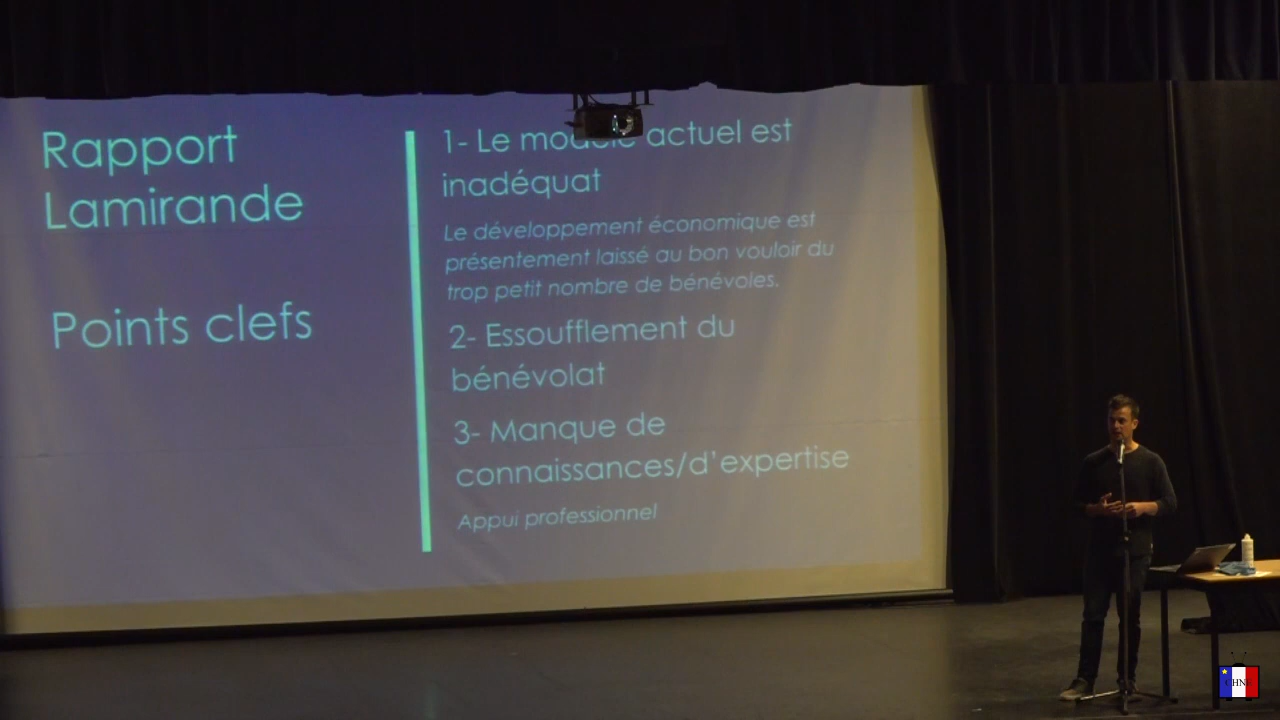 Rapport
Lamirande
Points clefs
1- Le modèle actuel est
inadéquat
Le développement économique est
présentement laissé au bon vouloir du
trop petit nombre de bénévoles.
2- Essoufflement du
bénévolat
3- Manque de
connaissances/d'expertise
Appui professionnel